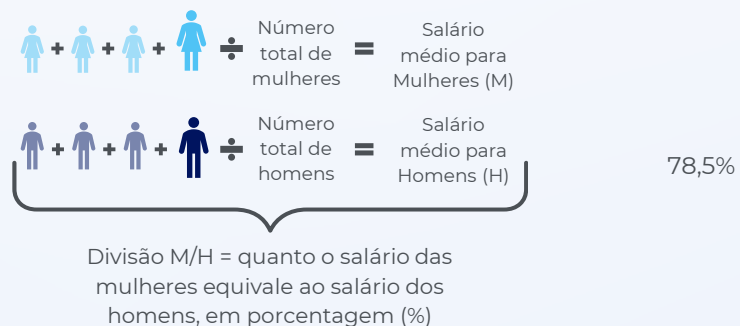 Número
total de
mulheres
Salário
médio para
Mulheres (M)
Número
total de
homens
Salário
médio para
Homens (H)
78,5%
Divisão M/H = quanto o salário das
mulheres equivale ao salário dos
homens, em porcentagem (%)